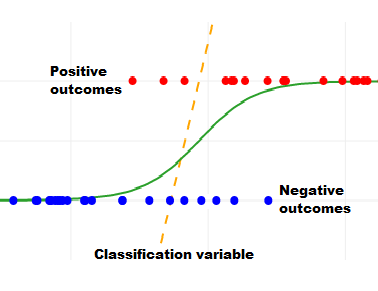 Positive
outcomes
Negative
outcomes
Classification variable